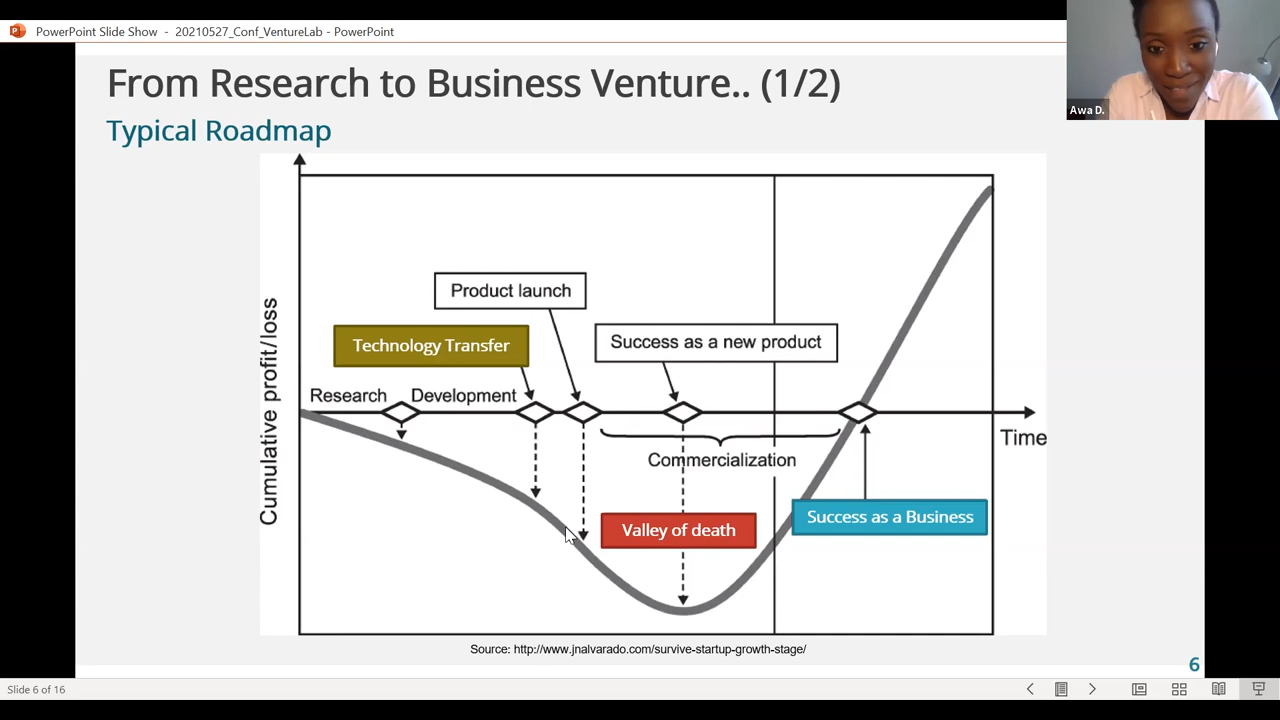 PowerPoint Slide Show - 20210527_Conf_VentureLab - PowerPoint
Awa D.
From Research to Business Venture.. (1/2)
Typical Roadmap
Cumulative profit/loss
Product launch
Technology Transfer
Success as a new product
Research
Development
Time
Commercialization
Valley of death
Success as a Business
Source: http://www.jnalvarado.com/survive-startup-growth-stage/
6
Slide 6 of 16